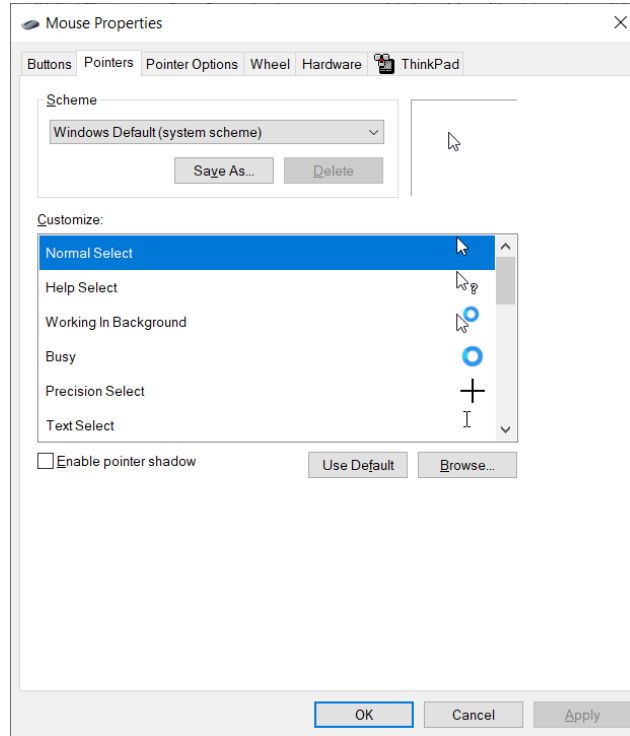 Mouse Properties
Buttons Pointers Pointer Options Wheel Hardware ThinkPad
Scheme
Windows Default (system scheme)
Save As... Delete
Customize:
Normal Select
Help Select
Working In Background
Busy
Precision Select
Text Select
Enable pointer shadow Use Default Browse...
OK Cancel Apply